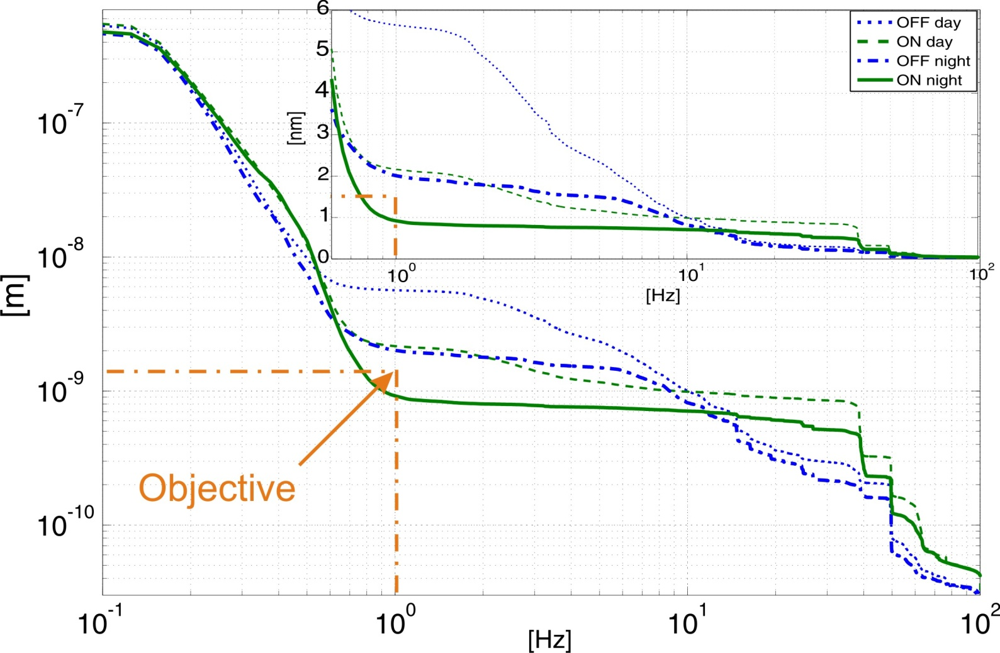 6
5
4
3
2
1
0
[nm]
10^0
10^1
10^2
[Hz]
OFF day
ON day
OFF night
ON night
10^-7
10^-8
10^-9
10^-10
[m]
Objective
10^-1
10^0
10^1
10^2
[Hz]